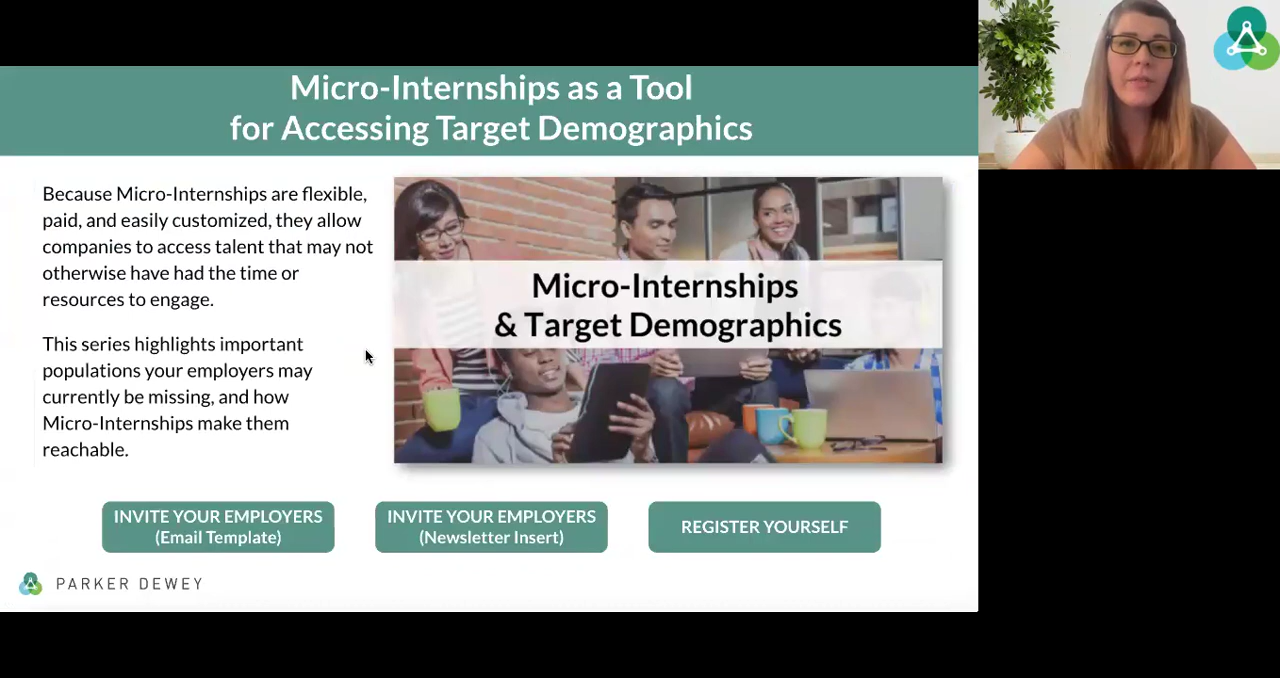 Micro-Internships as a Tool
for Accessing Target Demographics
Because Micro-Internships are flexible,
paid, and easily customized, they allow
companies to access talent that may not
otherwise have had the time or
resources to engage.
This series highlights important
populations your employers may
currently be missing, and how
Micro-Internships make them
reachable.
Micro-Internships
& Target Demographics
INVITE YOUR EMPLOYERS
(Email Template)
INVITE YOUR EMPLOYERS
(Newsletter Insert)
REGISTER YOURSELF
PARKER DEWEY